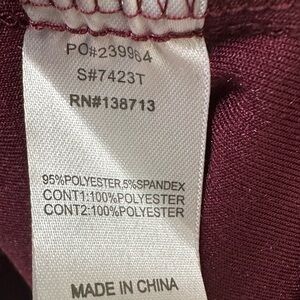 PO#239964
S#7423T
RN#138713
95%POLYESTER,5%SPANDEX
CONT1:100%POLYESTER
CONT2:100%POLYESTER
MADE IN CHINA